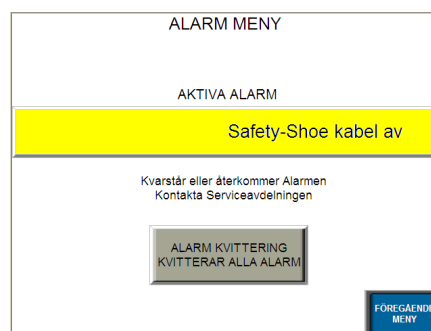 ALARM MENY
AKTIVA ALARM
Safety-Shoe kabel av
Kvarstår eller återkommer Alarmen
Kontakta Serviceavdelningen
ALARM KVITTERING
KVITTERAR ALLA ALARM
FÖREGÅENDE
MENY